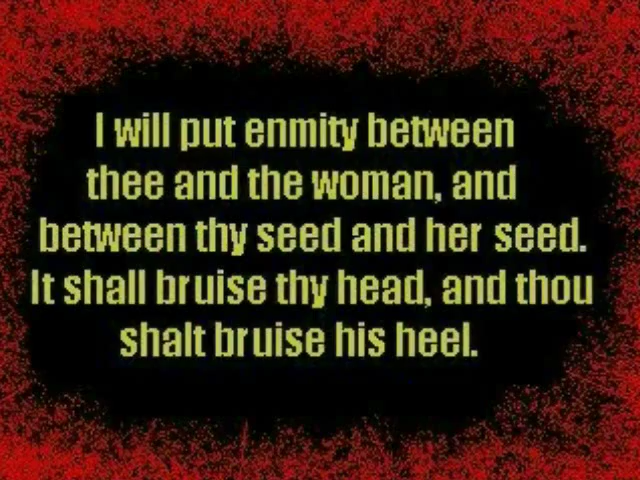 I will put enmity between
thee and the woman, and
between thy seed and her seed.
It shall bruise thy head, and thou
shalt bruise his heel.